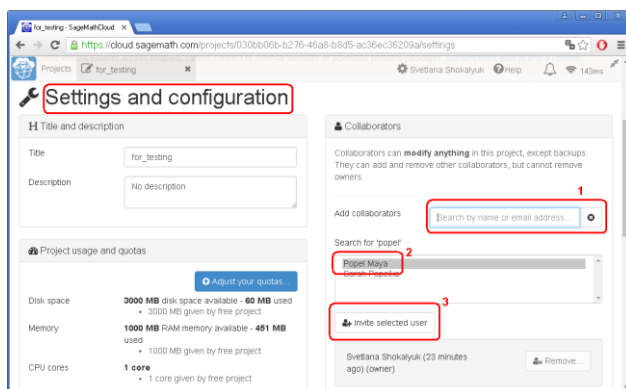 for_testing - SageMathCloud
https://cloud.sagemath.com/projects/030bb06b-b276-46a8-b8d5-ac36ec36209a/settings
Projects for_testing Svetlana Shokalyuk Help 143ms
Settings and configuration
H Title and description
Title for_testing
Description No description
Project usage and quotas
Adjust your quotas...
Disk space 3000 MB disk space available - 60 MB used
3000 MB given by free project
Memory 1000 MB RAM memory available - 451 MB
used
1000 MB given by free project
CPU cores 1 core
1 core given by free project
Collaborators
Collaborators can modify anything in this project, except backups.
They can add and remove other collaborators, but cannot remove
owners.
1
Add collaborators Search by name or email address...
Search for 'popel'
2
Popel Maya
Sarah
3
Invite selected user
Svetlana Shokalyuk (23 minutes
ago) (owner)
Remove...